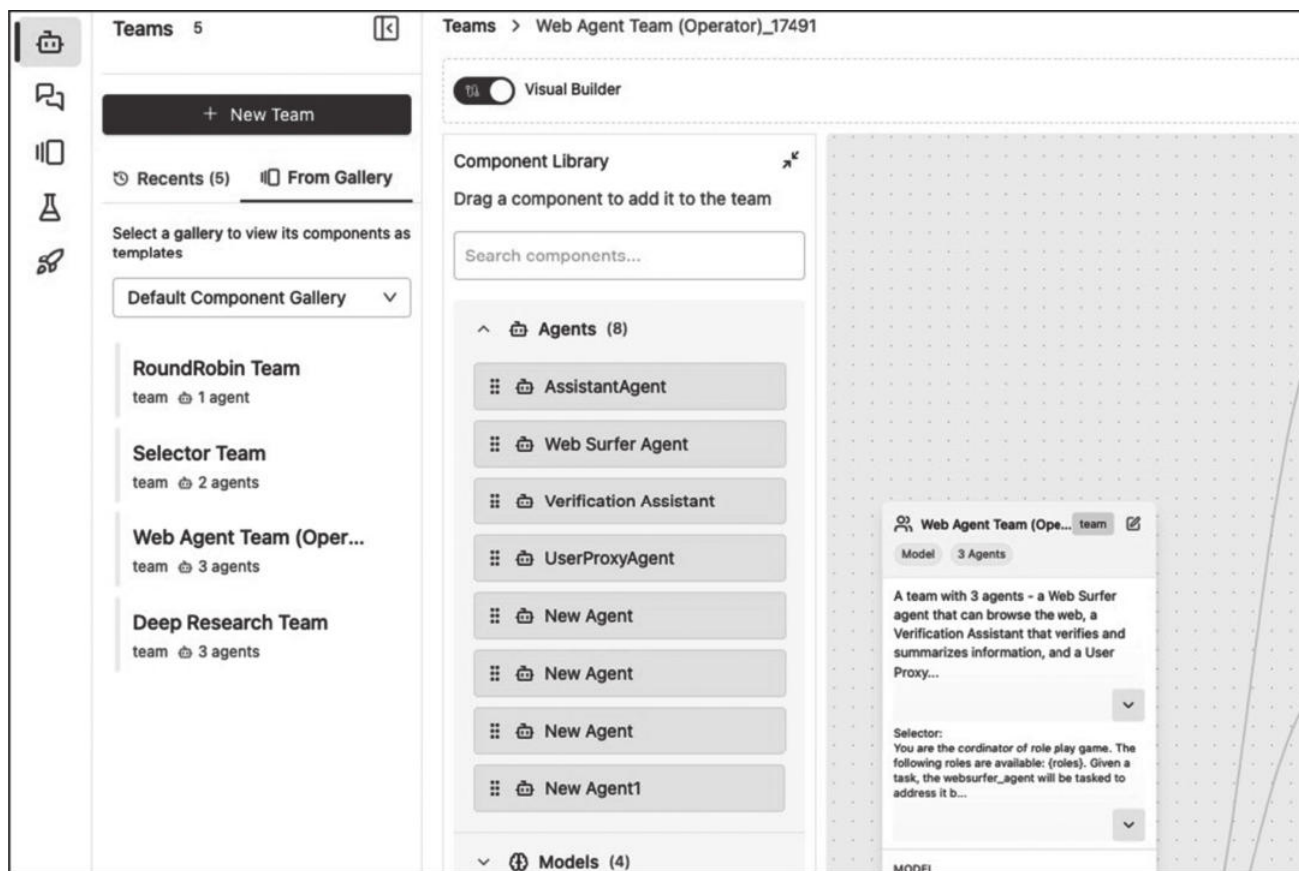 Teams 5
+ New Team
Recents (5)
From Gallery
Select a gallery to view its components as
templates
Default Component Gallery
RoundRobin Team
team 1 agent
Selector Team
team 2 agents
Web Agent Team (Oper...
team 3 agents
Deep Research Team
team 3 agents
Teams > Web Agent Team (Operator)_17491
Visual Builder
Component Library
Drag a component to add it to the team
Search components...
Agents (8)
AssistantAgent
Web Surfer Agent
Verification Assistant
UserProxyAgent
New Agent
New Agent
New Agent
New Agent1
Models (4)
Web Agent Team (Ope... team
Model 3 Agents
A team with 3 agents - a Web Surfer
agent that can browse the web, a
Verification Assistant that verifies and
summarizes information, and a User
Proxy...
Selector:
You are the cordinator of role play game. The
following roles are available: {roles}. Given a
task, the websurfer_agent will be tasked to
address it b...
MODEL